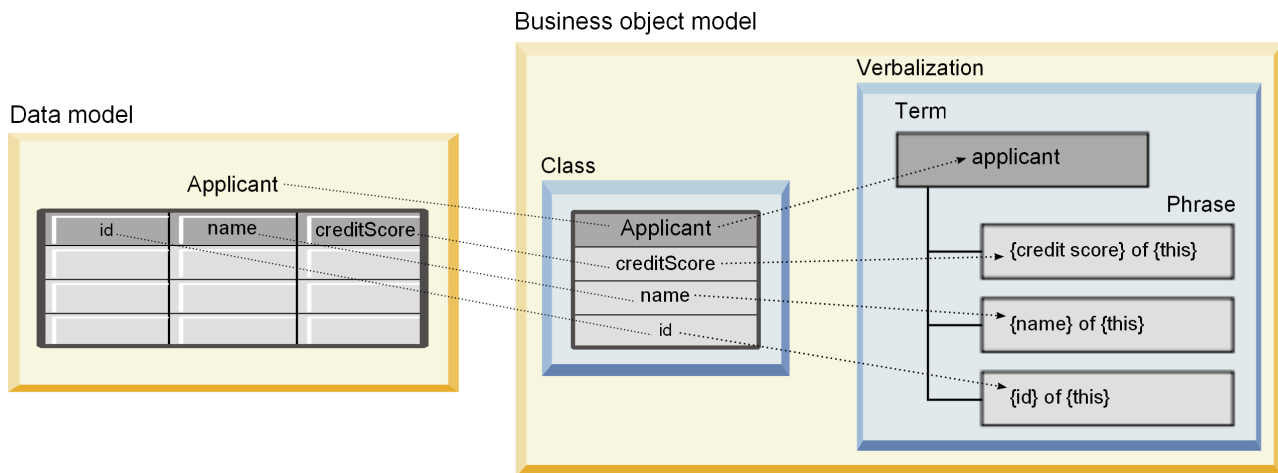 Business object model
Data model
Applicant
id name creditScore
Class
Applicant
creditScore
name
id
Verbalization
Term
applicant
Phrase
{credit score} of {this}
{name} of {this}
{id} of {this}